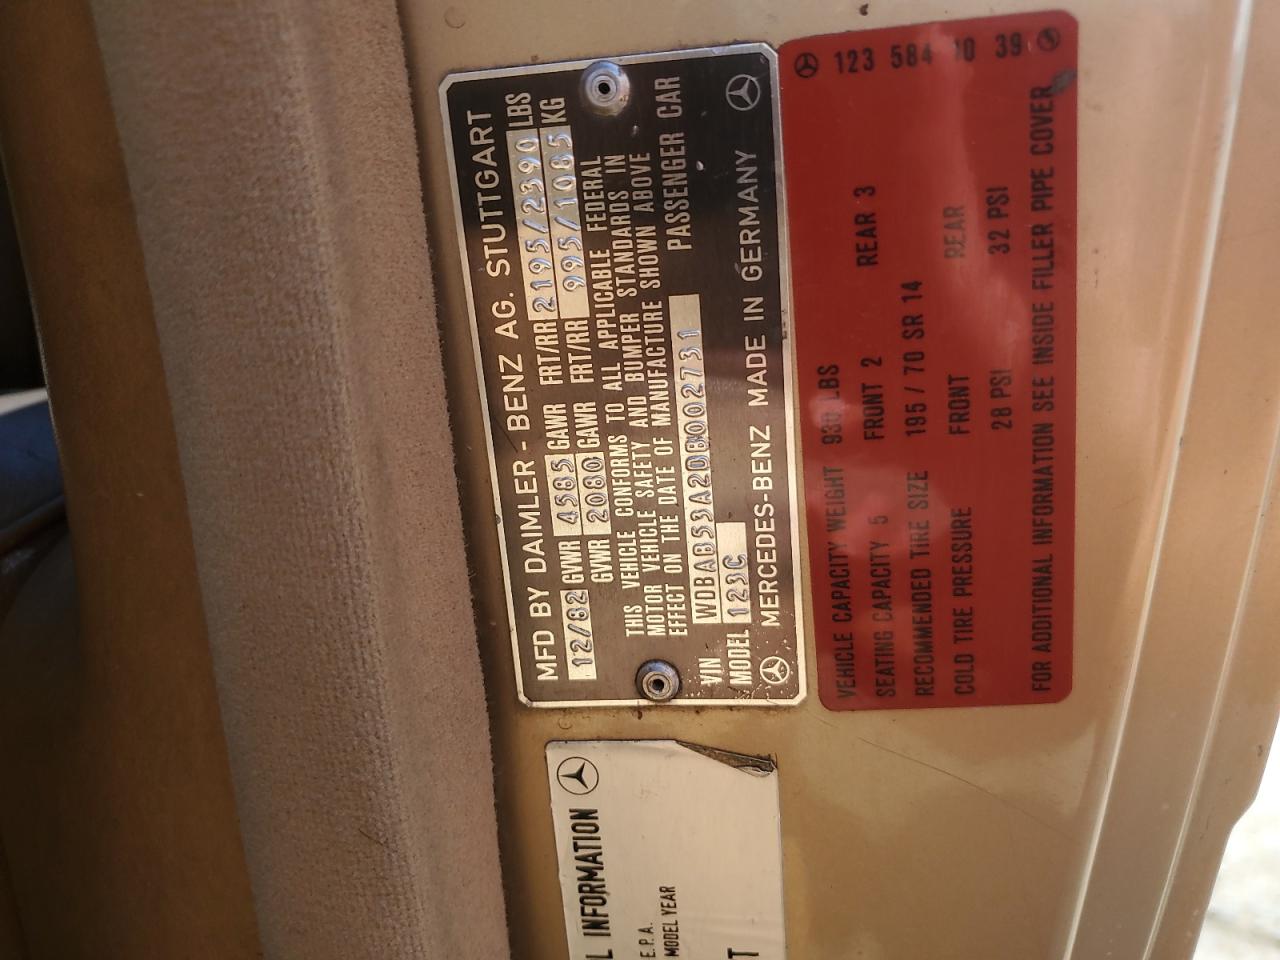 MFD BY DAIMLER-BENZ AG. STUTTGART
12/82 GVWR 4585 GAWR FRT/RR 2195/2390 LBS
GVWR 2080 GAWR FRT/RR 995/1085 KG
THIS VEHICLE CONFORMS TO ALL APPLICABLE FEDERAL
MOTOR VEHICLE SAFETY AND BUMPER STANDARDS IN
EFFECT ON THE DATE OF MANUFACTURE SHOWN ABOVE
PASSENGER CAR
VIN WDBAB53A2DB002731
MODEL 123C
MERCEDES-BENZ MADE IN GERMANY
123 584 10 39
VEHICLE CAPACITY WEIGHT 930 LBS
SEATING CAPACITY 5 FRONT 2 REAR 3
RECOMMENDED TIRE SIZE 195/70 SR 14
COLD TIRE PRESSURE FRONT REAR
28 PSI 32 PSI
FOR ADDITIONAL INFORMATION SEE INSIDE FILLER PIPE COVER
L INFORMATION
E.P.A.
MODEL YEAR
T